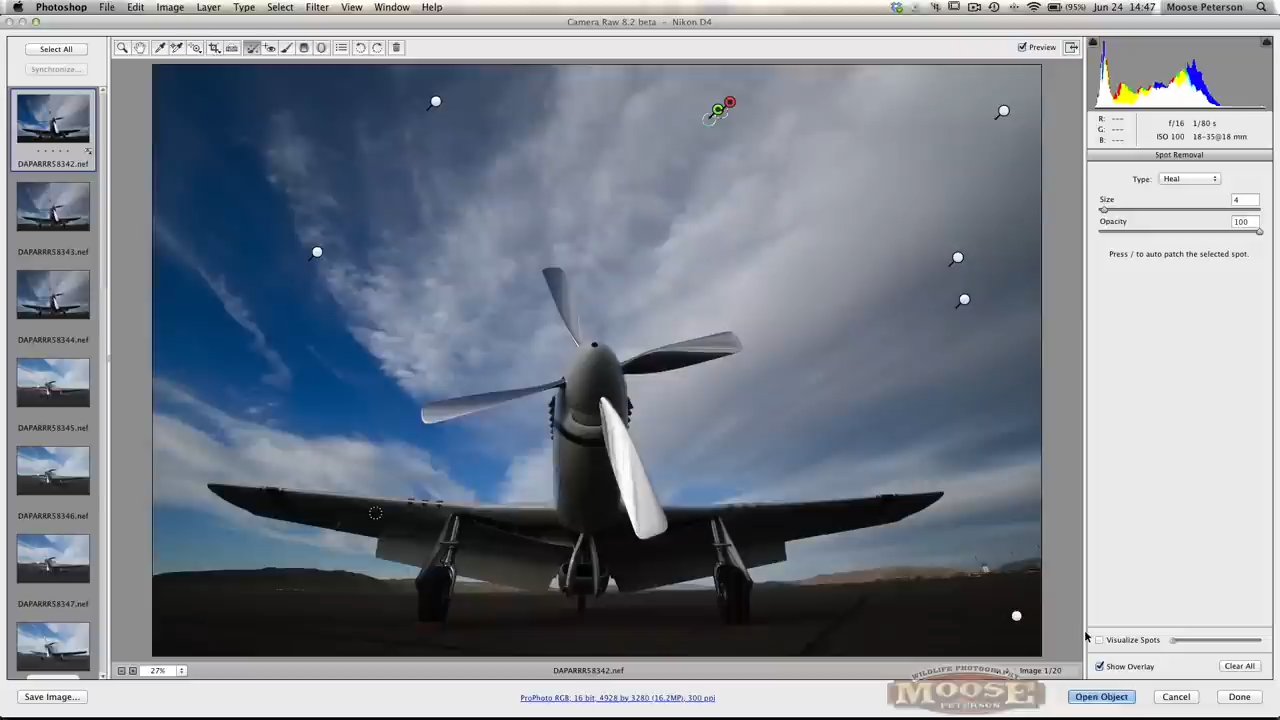 Photoshop File Edit Image Layer Type Select Filter View Window Help (95%) Jun 24 14:47 Moose Peterson
Camera Raw 8.2 beta - Nikon D4
Select All
Synchronize...
Preview
DAPARRR58342.nef
DAPARRR58343.nef
DAPARRR58344.nef
DAPARRR58345.nef
DAPARRR58346.nef
DAPARRR58347.nef
R: ---
G: ---
B: ---
f/16 1/80 s
ISO 100 18-35@18 mm
Spot Removal
Type: Heal
Size 4
Opacity 100
Press / to auto patch the selected spot.
Visualize Spots
Show Overlay Clear All
27% DAPARRR58342.nef Image 1/20
WILDLIFE PHOTOGRAPHY
MOOSE
PETERSON
Save Image... ProPhoto RGB; 16 bit; 4928 by 3280 (16.2MP); 300 ppi Open Object Cancel Done